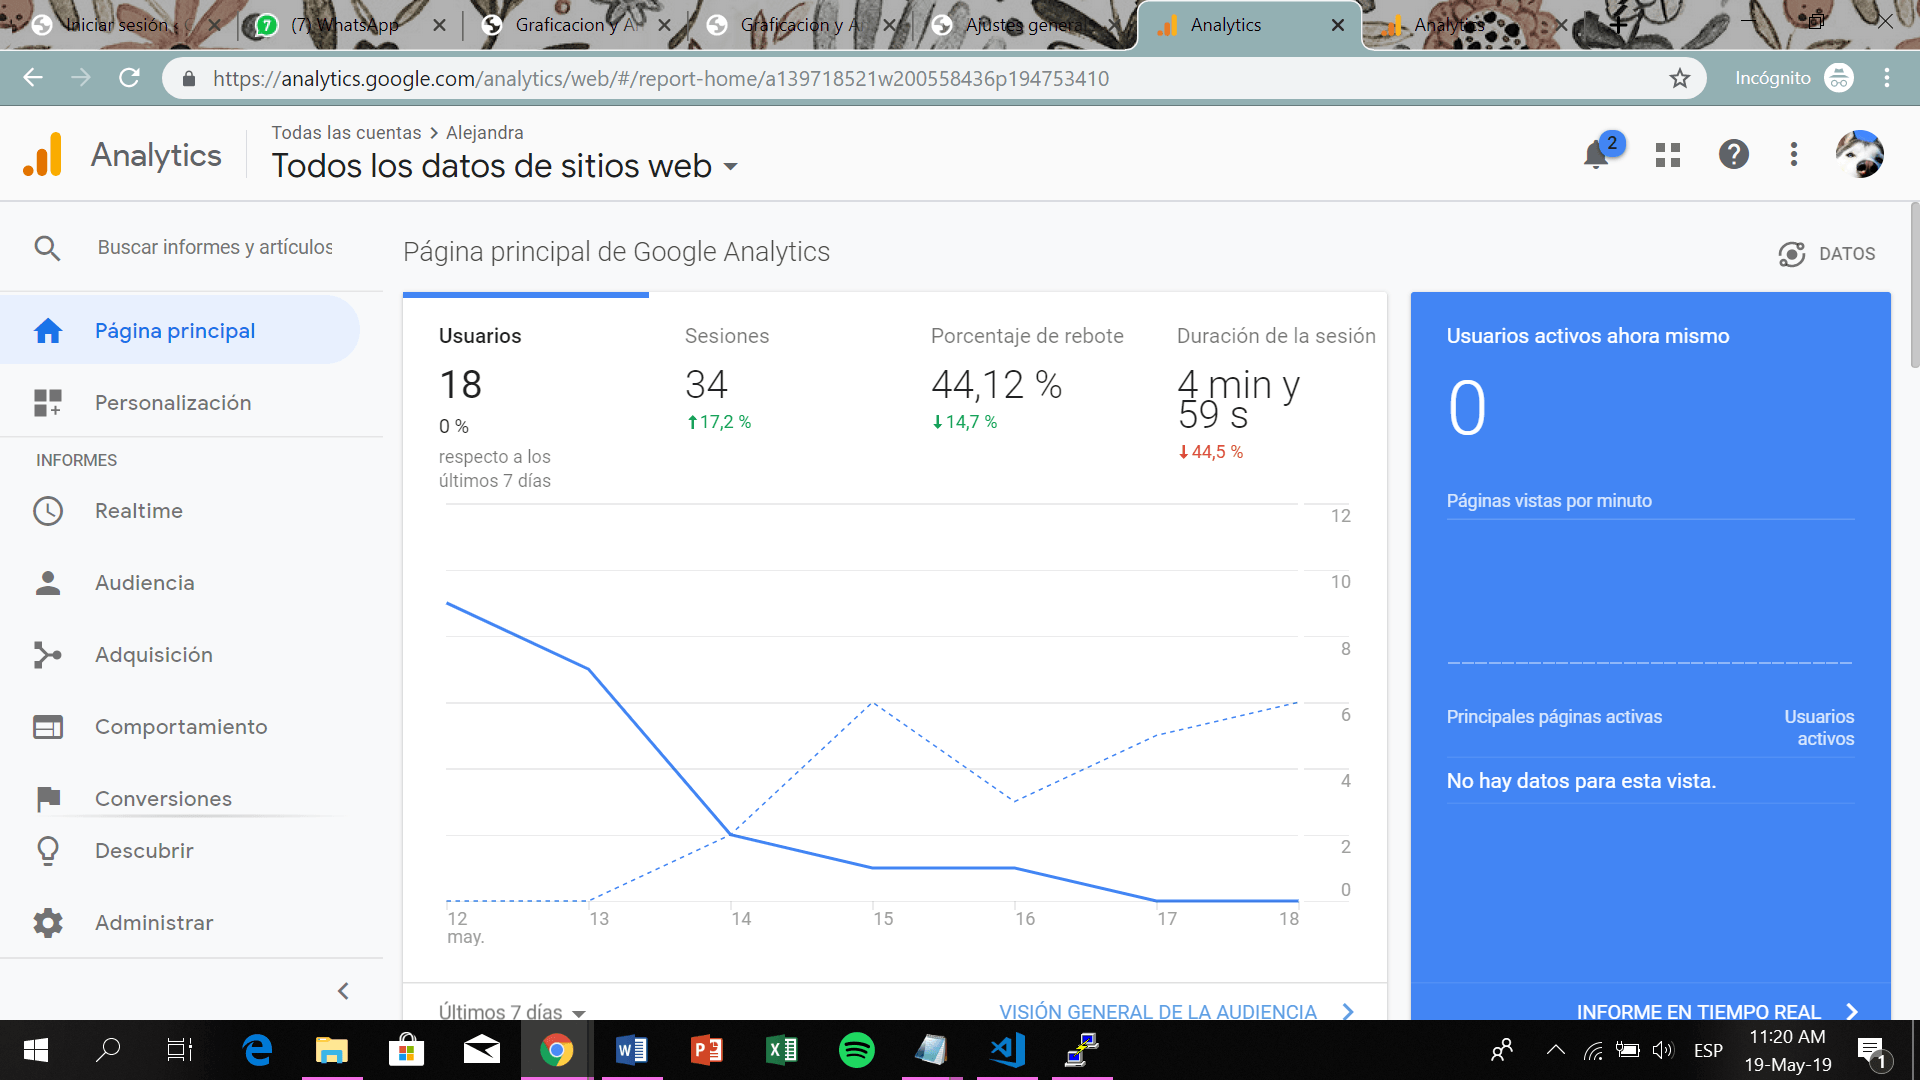 Iniciar sesión
(7) WhatsApp
Graficacion y A
Graficacion y A
Ajustes general
Analytics
Analytics
https://analytics.google.com/analytics/web/#/report-home/a139718521w200558436p194753410
Incógnito
Analytics
Todas las cuentas > Alejandra
Todos los datos de sitios web
2
Buscar informes y artículos
Página principal de Google Analytics
DATOS
Página principal
Personalización
INFORMES
Realtime
Audiencia
Adquisición
Comportamiento
Conversiones
Descubrir
Administrar
Usuarios
18
0 %
respecto a los
últimos 7 días
Sesiones
34
17,2 %
Porcentaje de rebote
44,12 %
14,7 %
Duración de la sesión
4 min y
59 s
44,5 %
12
10
8
6
4
2
0
12 13 14 15 16 17 18
may.
Últimos 7 días
VISIÓN GENERAL DE LA AUDIENCIA
Usuarios activos ahora mismo
0
Páginas vistas por minuto
Principales páginas activas
Usuarios
activos
No hay datos para esta vista.
INFORME EN TIEMPO REAL
ESP
11:20 AM
19-May-19
1